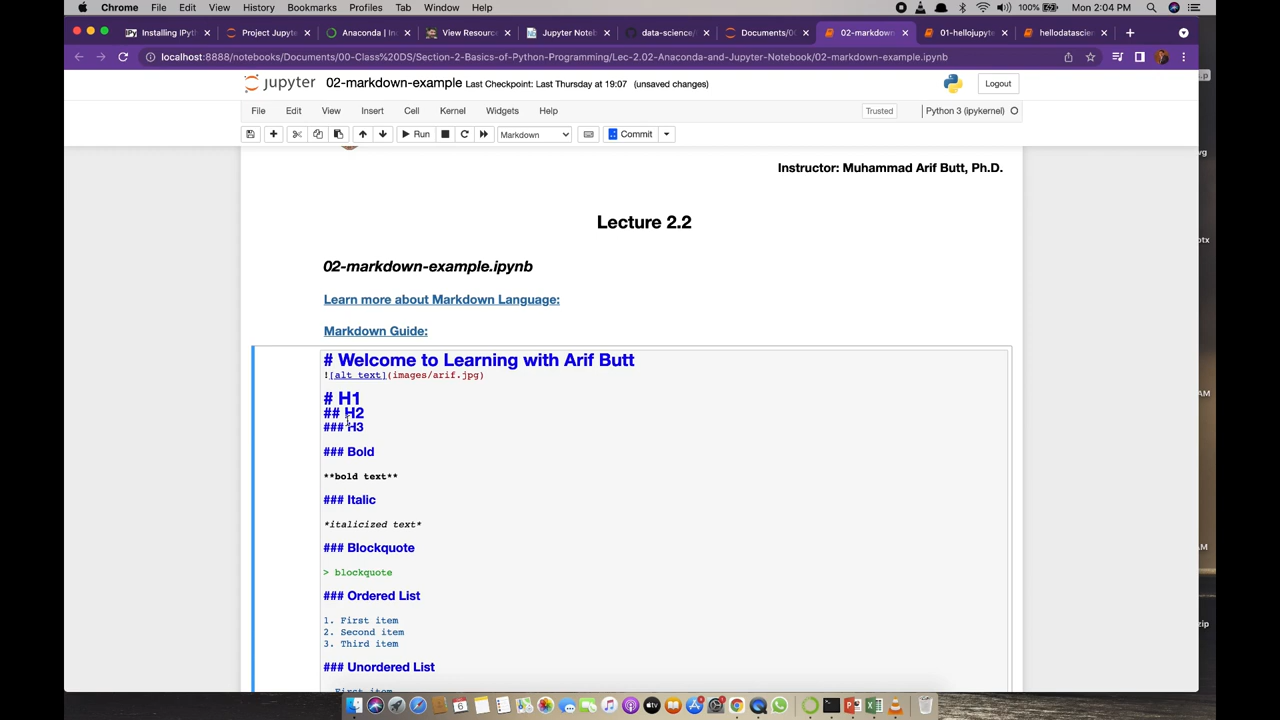 Chrome File Edit View History Bookmarks Profiles Tab Window Help 100% Mon 2:04 PM
IPy Installing IPyth Project Jupyte Anaconda | Ind View Resource Jupyter Noteb data-science/ Documents/0 02-markdown 01-hellojupyte hellodatascien
localhost:8888/notebooks/Documents/00-Class%20DS/Section-2-Basics-of-Python-Programming/Lec-2.02-Anaconda-and-Jupyter-Notebook/02-markdown-example.ipynb
jupyter 02-markdown-example Last Checkpoint: Last Thursday at 19:07 (unsaved changes) Logout
File Edit View Insert Cell Kernel Widgets Help Trusted Python 3 (ipykernel)
Run Markdown Commit
Instructor: Muhammad Arif Butt, Ph.D.
Lecture 2.2
02-markdown-example.ipynb
Learn more about Markdown Language:
Markdown Guide:
# Welcome to Learning with Arif Butt
![alt text](images/arif.jpg)
# H1
## H2
### H3
### Bold
**bold text**
### Italic
*italicized text*
### Blockquote
> blockquote
### Ordered List
1. First item
2. Second item
3. Third item
### Unordered List
First item